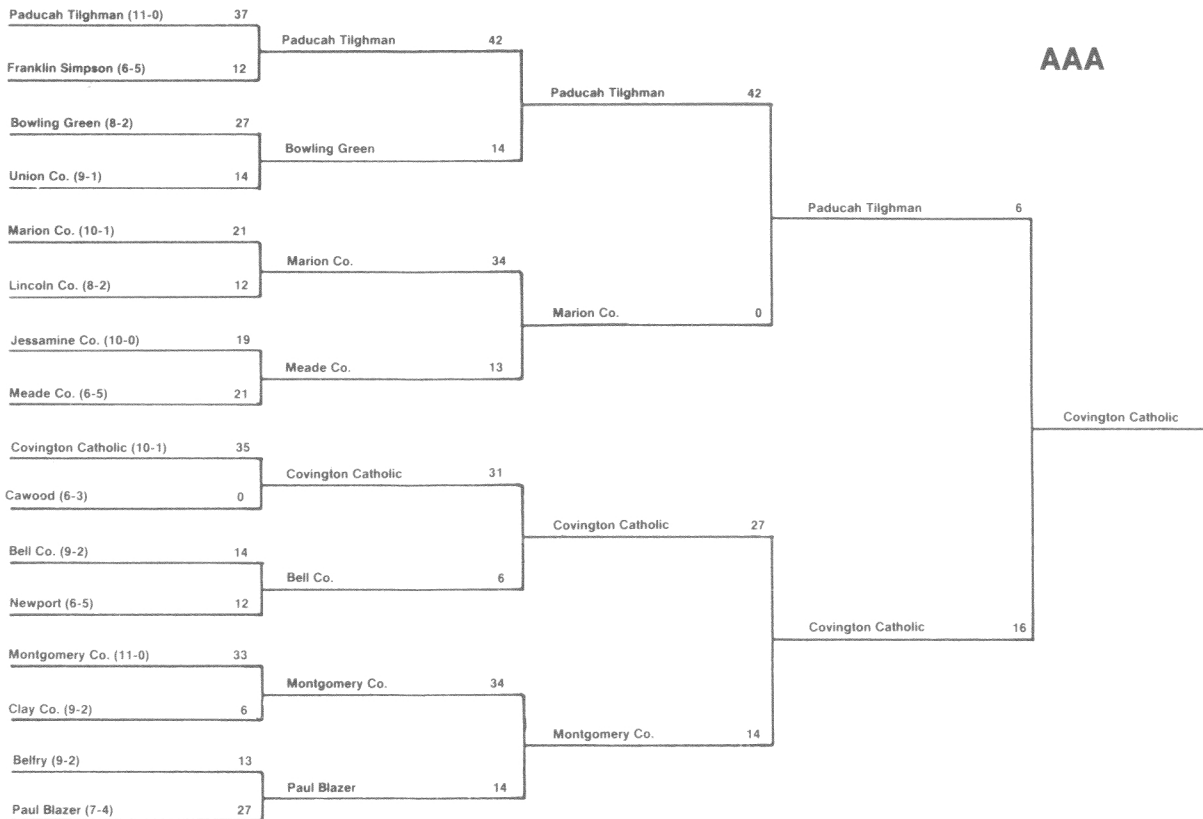 AAA
Paducah Tilghman (11-0) 37
Franklin Simpson (6-5) 12
Bowling Green (8-2) 27
Union Co. (9-1) 14
Marion Co. (10-1) 21
Lincoln Co. (8-2) 12
Jessamine Co. (10-0) 19
Meade Co. (6-5) 21
Covington Catholic (10-1) 35
Cawood (6-3) 0
Bell Co. (9-2) 14
Newport (6-5) 12
Montgomery Co. (11-0) 33
Clay Co. (9-2) 6
Belfry (9-2) 13
Paul Blazer (7-4) 27
Paducah Tilghman 42
Bowling Green 14
Marion Co. 34
Meade Co. 13
Covington Catholic 31
Bell Co. 6
Montgomery Co. 34
Paul Blazer 14
Paducah Tilghman 42
Marion Co. 0
Covington Catholic 27
Montgomery Co. 14
Paducah Tilghman 6
Covington Catholic 16
Covington Catholic